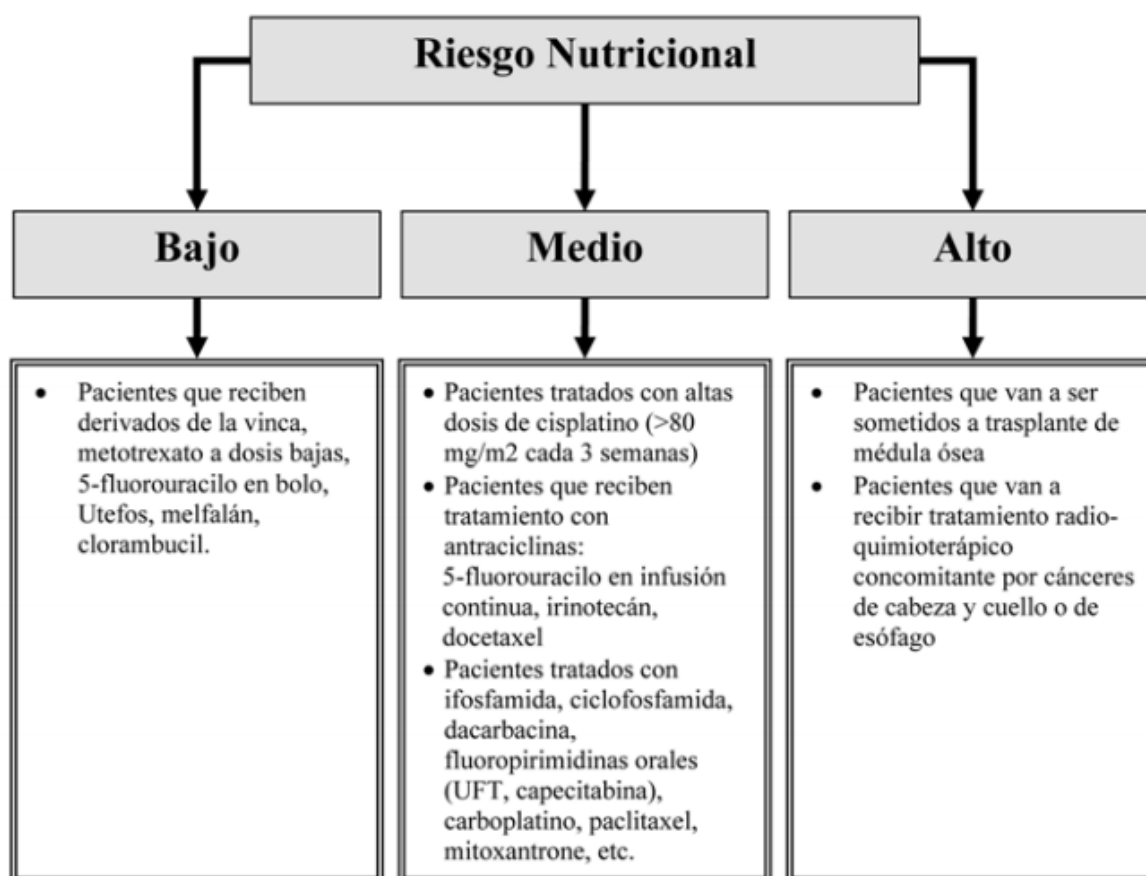 Riesgo Nutricional
Bajo
Medio
Alto
• Pacientes que reciben
derivados de la vinca,
metotrexato a dosis bajas,
5-fluorouracilo en bolo,
Utefos, melfalán,
clorambucil.
• Pacientes tratados con altas
dosis de cisplatino (>80
mg/m2 cada 3 semanas)
• Pacientes que reciben
tratamiento con
antraciclinas:
5-fluorouracilo en infusión
continua, irinotecán,
docetaxel
• Pacientes tratados con
ifosfamida, ciclofosfamida,
dacarbacina,
fluoropirimidinas orales
(UFT, capecitabina),
carboplatino, paclitaxel,
mitoxantrone, etc.
• Pacientes que van a ser
sometidos a trasplante de
médula ósea
• Pacientes que van a
recibir tratamiento radio-
quimioterápico
concomitante por cánceres
de cabeza y cuello o de
esófago